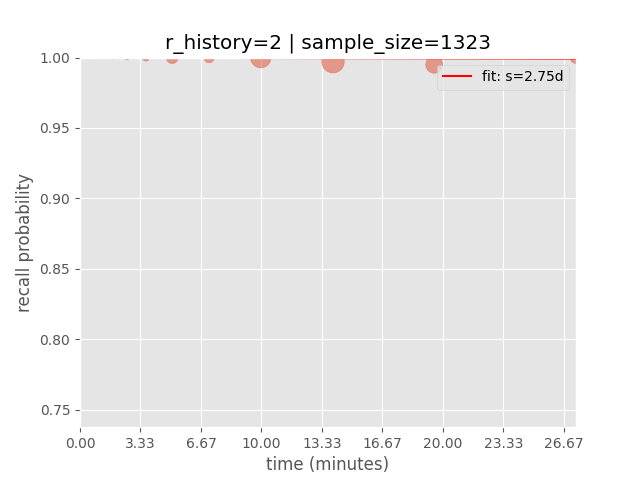 r_history=2 | sample_size=1323
1.00
0.95
0.90
0.85
0.80
0.75
recall probability
fit: s=2.75d
0.00 3.33 6.67 10.00 13.33 16.67 20.00 23.33 26.67
time (minutes)